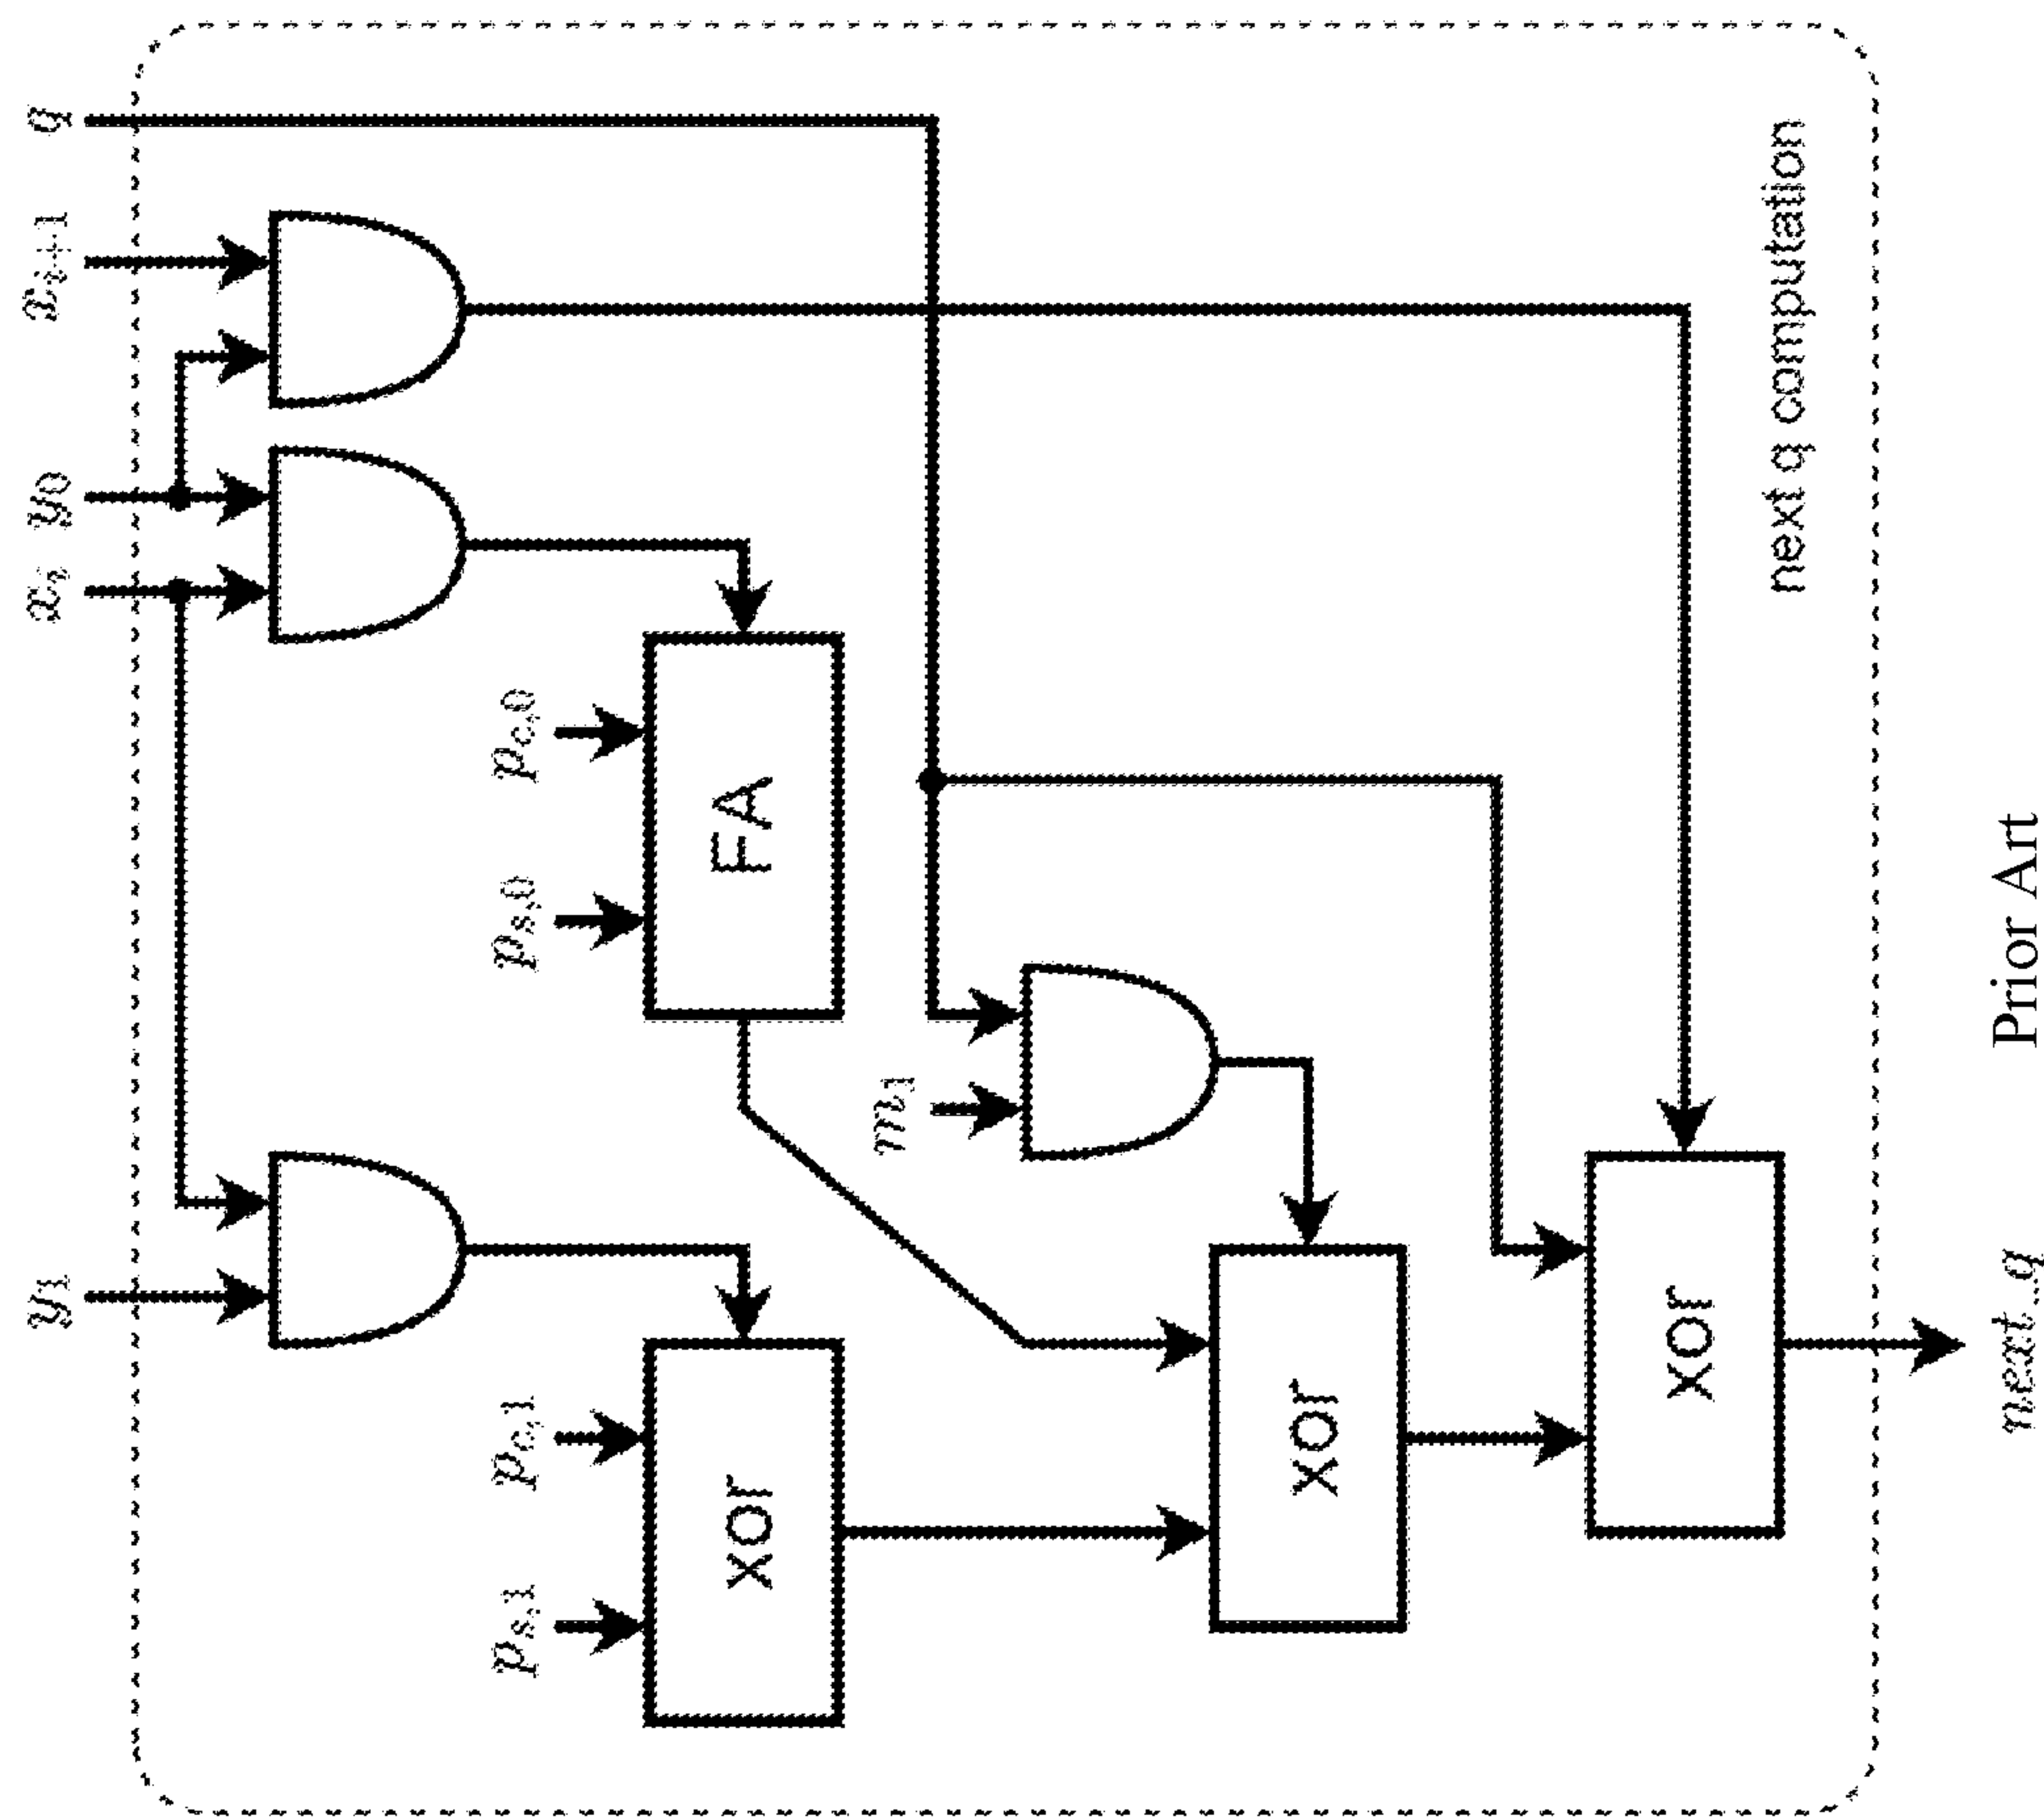 y_1
x_i
y_0
x_{i+1}
q
p_{s,1}
p_{c,1}
p_{s,0}
p_{c,0}
xor
FA
m_1
xor
xor
next q computation
next_q
Prior Art